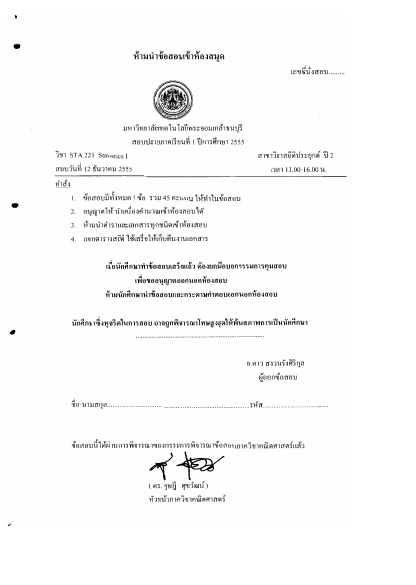 ห้ามนำข้อสอบเข้าห้องสมุด
เลขที่นั่งสอบ.........
มหาวิทยาลัยเทคโนโลยีพระจอมเกล้าธนบุรี
สอบปลายภาคเรียนที่ 1 ปีการศึกษา 2555
วิชา STA 221 Statistics I สาขาวิชาสถิติประยุกต์ ปี 2
สอบวันที่ 12 ธันวาคม 2555 เวลา 13.00-16.00 น.
คำสั่ง
1. ข้อสอบมีทั้งหมด 7 ข้อ รวม 45 คะแนน ให้ทำในข้อสอบ
2. อนุญาตให้ นำเครื่องคำนวณเข้าห้องสอบได้
3. ห้ามนำตำราและเอกสารทุกชนิดเข้าห้องสอบ
4. แจกตารางสถิติ ใช้เสร็จให้เก็บคืนงานเอกสาร
เมื่อนักศึกษาทำข้อสอบเสร็จแล้ว ต้องยกมือบอกกรรมการคุมสอบ
เพื่อขออนุญาตออกนอกห้องสอบ
ห้ามนักศึกษานำข้อสอบและกระดาษคำตอบออกนอกห้องสอบ
นักศึกษาซึ่งทุจริตในการสอบ อาจถูกพิจารณาโทษสูงสุดให้พ้นสภาพการเป็นนักศึกษา
อ.ดาว สงวนรังศิริกุล
ผู้ออกข้อสอบ
ชื่อ-นามสกุล..................................................................รหัส..............................
ข้อสอบนี้ได้ผ่านการพิจารณาของกรรมการพิจารณาข้อสอบภาควิชาคณิตศาสตร์แล้ว
( ดร. ดุษฎี ศุขวัฒน์ )
หัวหน้าภาควิชาคณิตศาสตร์